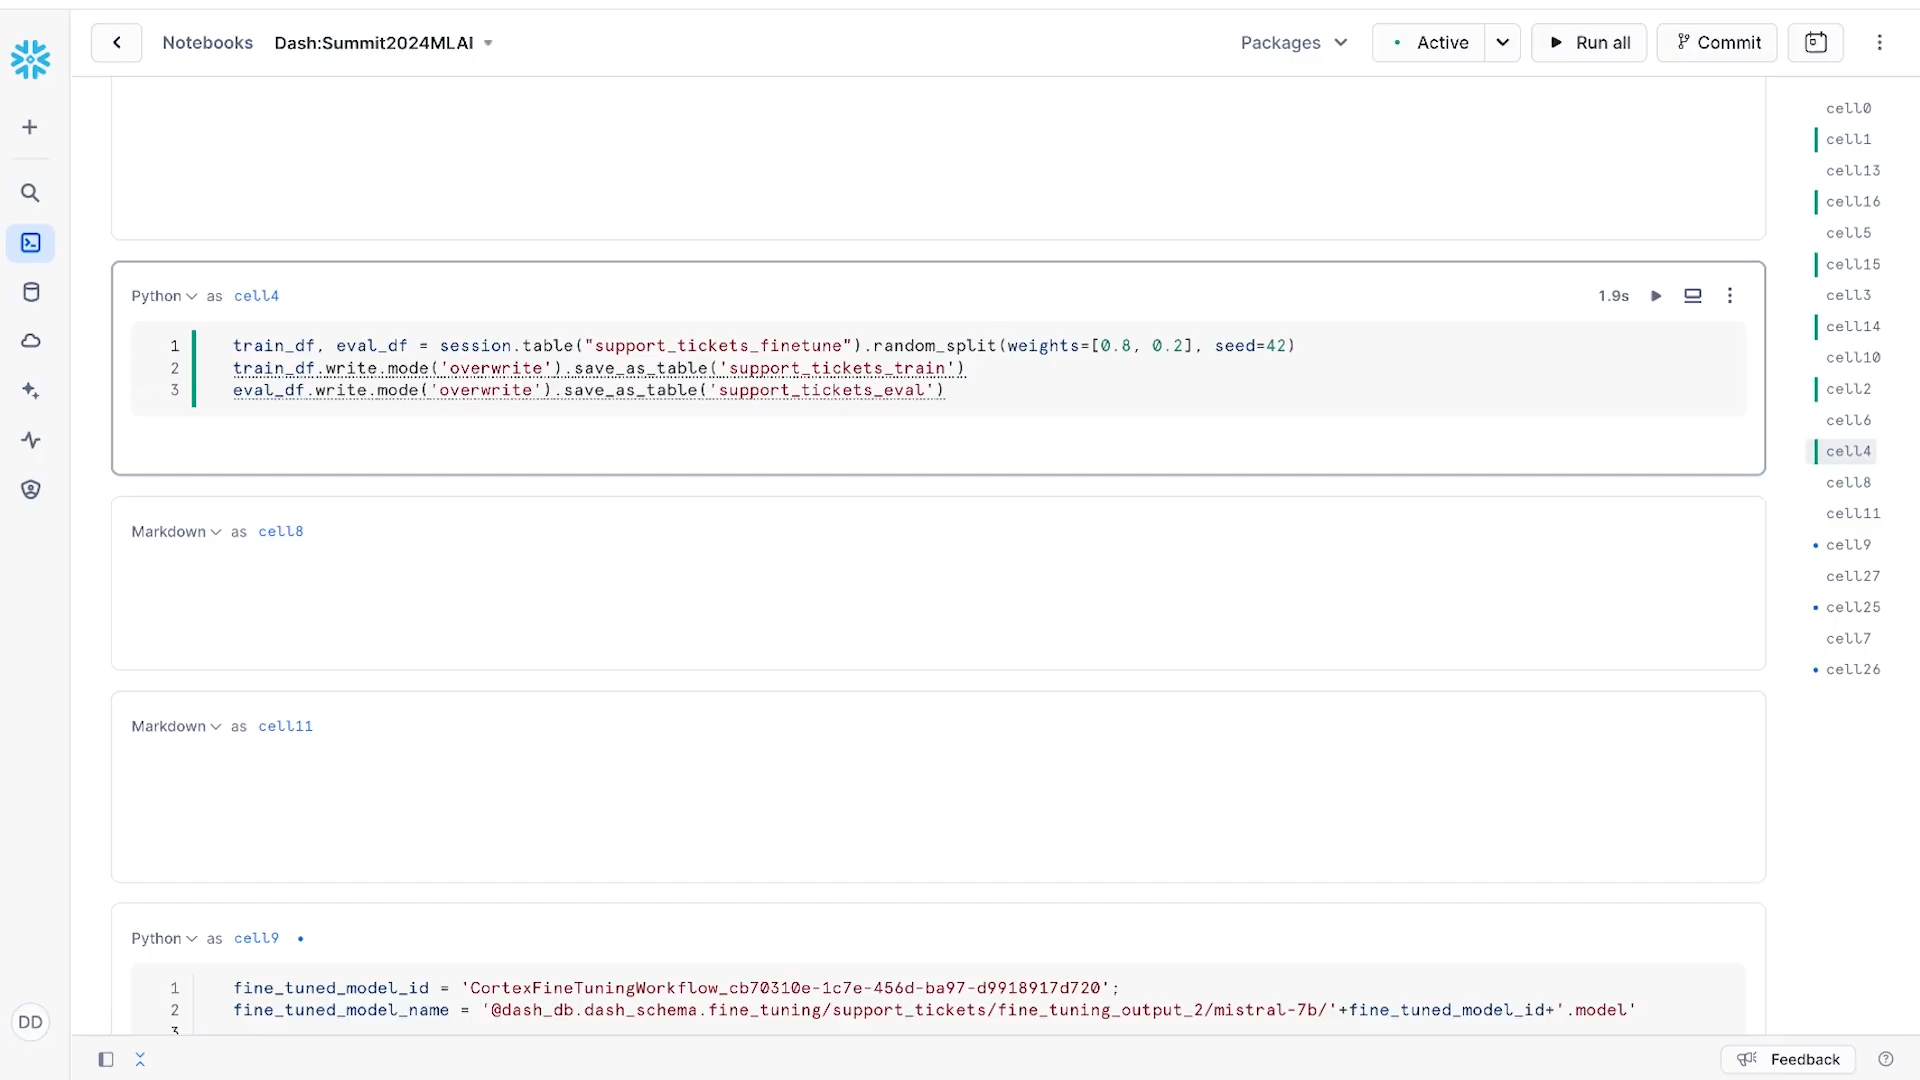 Notebooks Dash:Summit2024MLAI
Packages Active Run all Commit
cell0
cell1
cell13
cell16
cell5
cell15
cell3
cell14
cell10
cell2
cell6
cell4
cell8
cell11
cell9
cell27
cell25
cell7
cell26
Python as cell4 1.9s
1 train_df, eval_df = session.table("support_tickets_finetune").random_split(weights=[0.8, 0.2], seed=42)
2 train_df.write.mode('overwrite').save_as_table('support_tickets_train')
3 eval_df.write.mode('overwrite').save_as_table('support_tickets_eval')
Markdown as cell8
Markdown as cell11
Python as cell9
1 fine_tuned_model_id = 'CortexFineTuningWorkflow_cb70310e-1c7e-456d-ba97-d9918917d720';
2 fine_tuned_model_name = '@dash_db.dash_schema.fine_tuning/support_tickets/fine_tuning_output_2/mistral-7b/'+fine_tuned_model_id+'.model'
3
DD
Feedback